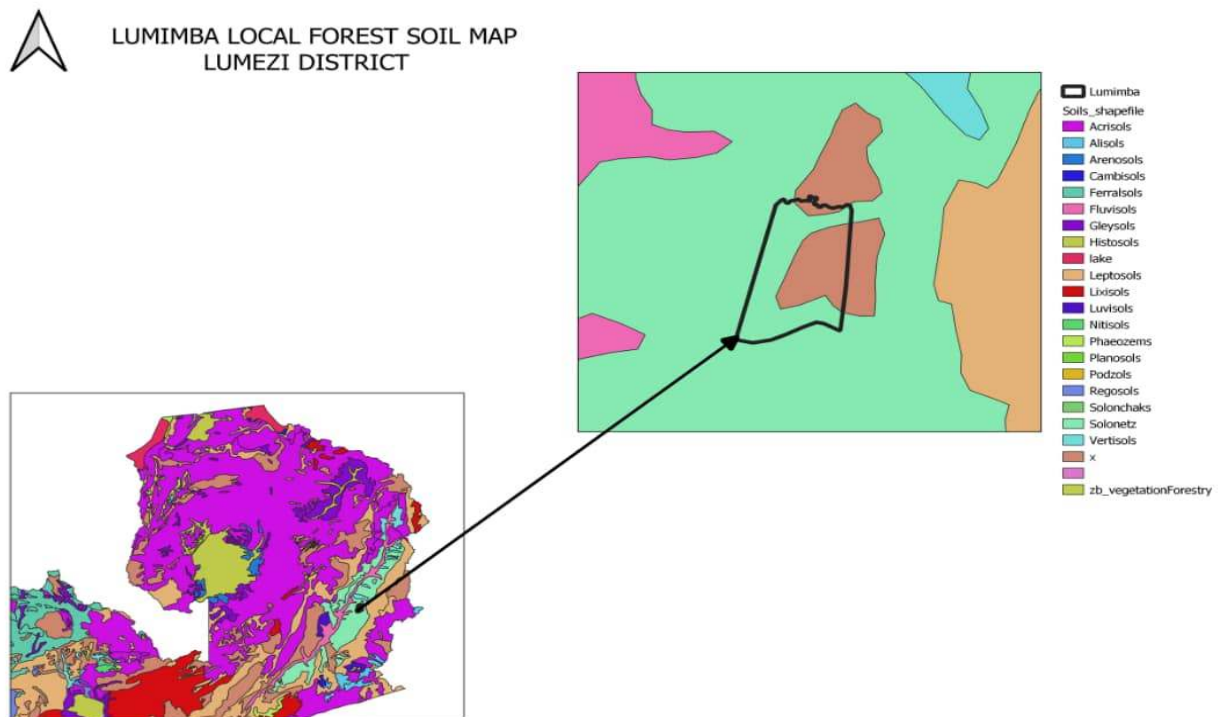 LUMIMBA LOCAL FOREST SOIL MAP
LUMEZI DISTRICT
Lumimba
Soils_shapefile
Acrisols
Alisols
Arenosols
Cambisols
Ferralsols
Fluvisols
Gleysols
Histosols
lake
Leptosols
Lixisols
Luvisols
Nitisols
Phaeozems
Planosols
Podzols
Regosols
Solonchaks
Solonetz
Vertisols
x
zb_vegetationForestry